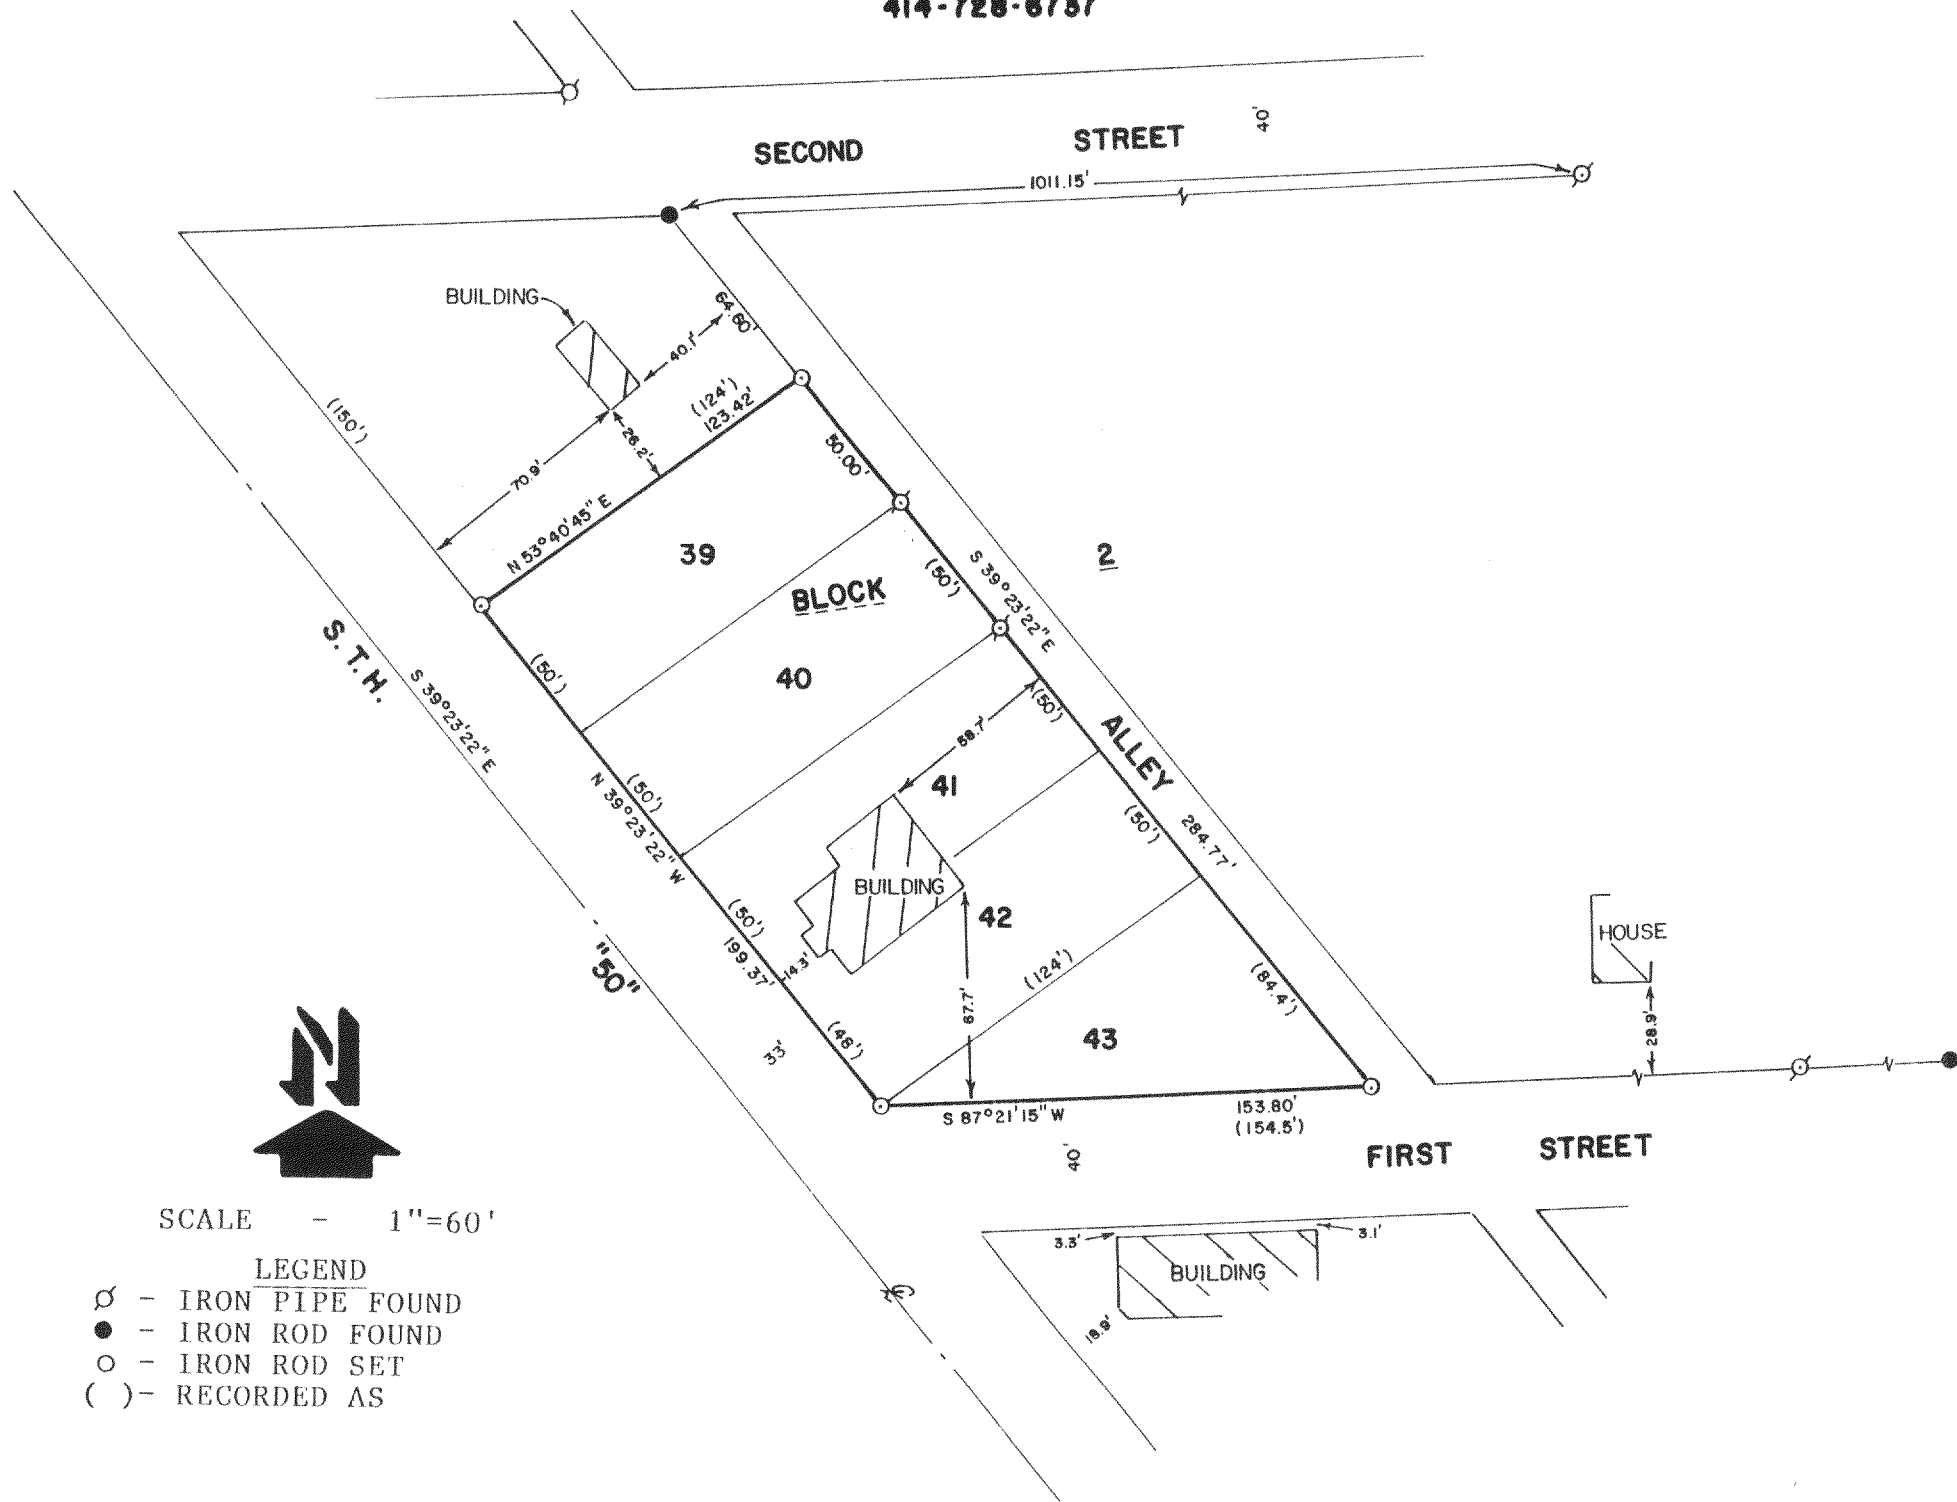 414-728-6737
SECOND STREET
40'
1011.15'
BUILDING
64.60'
40.1'
(124')
123.42'
(150')
26.2'
70.9'
50.00'
N 53°40'45" E
39
2
(50')
S 39°23'22" E
BLOCK
S. T. H.
(50')
40
S 39°23'22" E
(50')
58.7'
ALLEY
41
(50')
N 39°23'22" W
(50')
284.77'
BUILDING
42
(50')
199.37'
14.3'
"50"
(124')
(84.4')
HOUSE
67.7'
28.9'
33'
(48')
43
S 87°21'15" W
153.80'
(154.5')
40'
FIRST STREET
N
SCALE - 1"=60'
3.3'
3.1'
BUILDING
18.9'
LEGEND
- IRON PIPE FOUND
- IRON ROD FOUND
- IRON ROD SET
( )- RECORDED AS